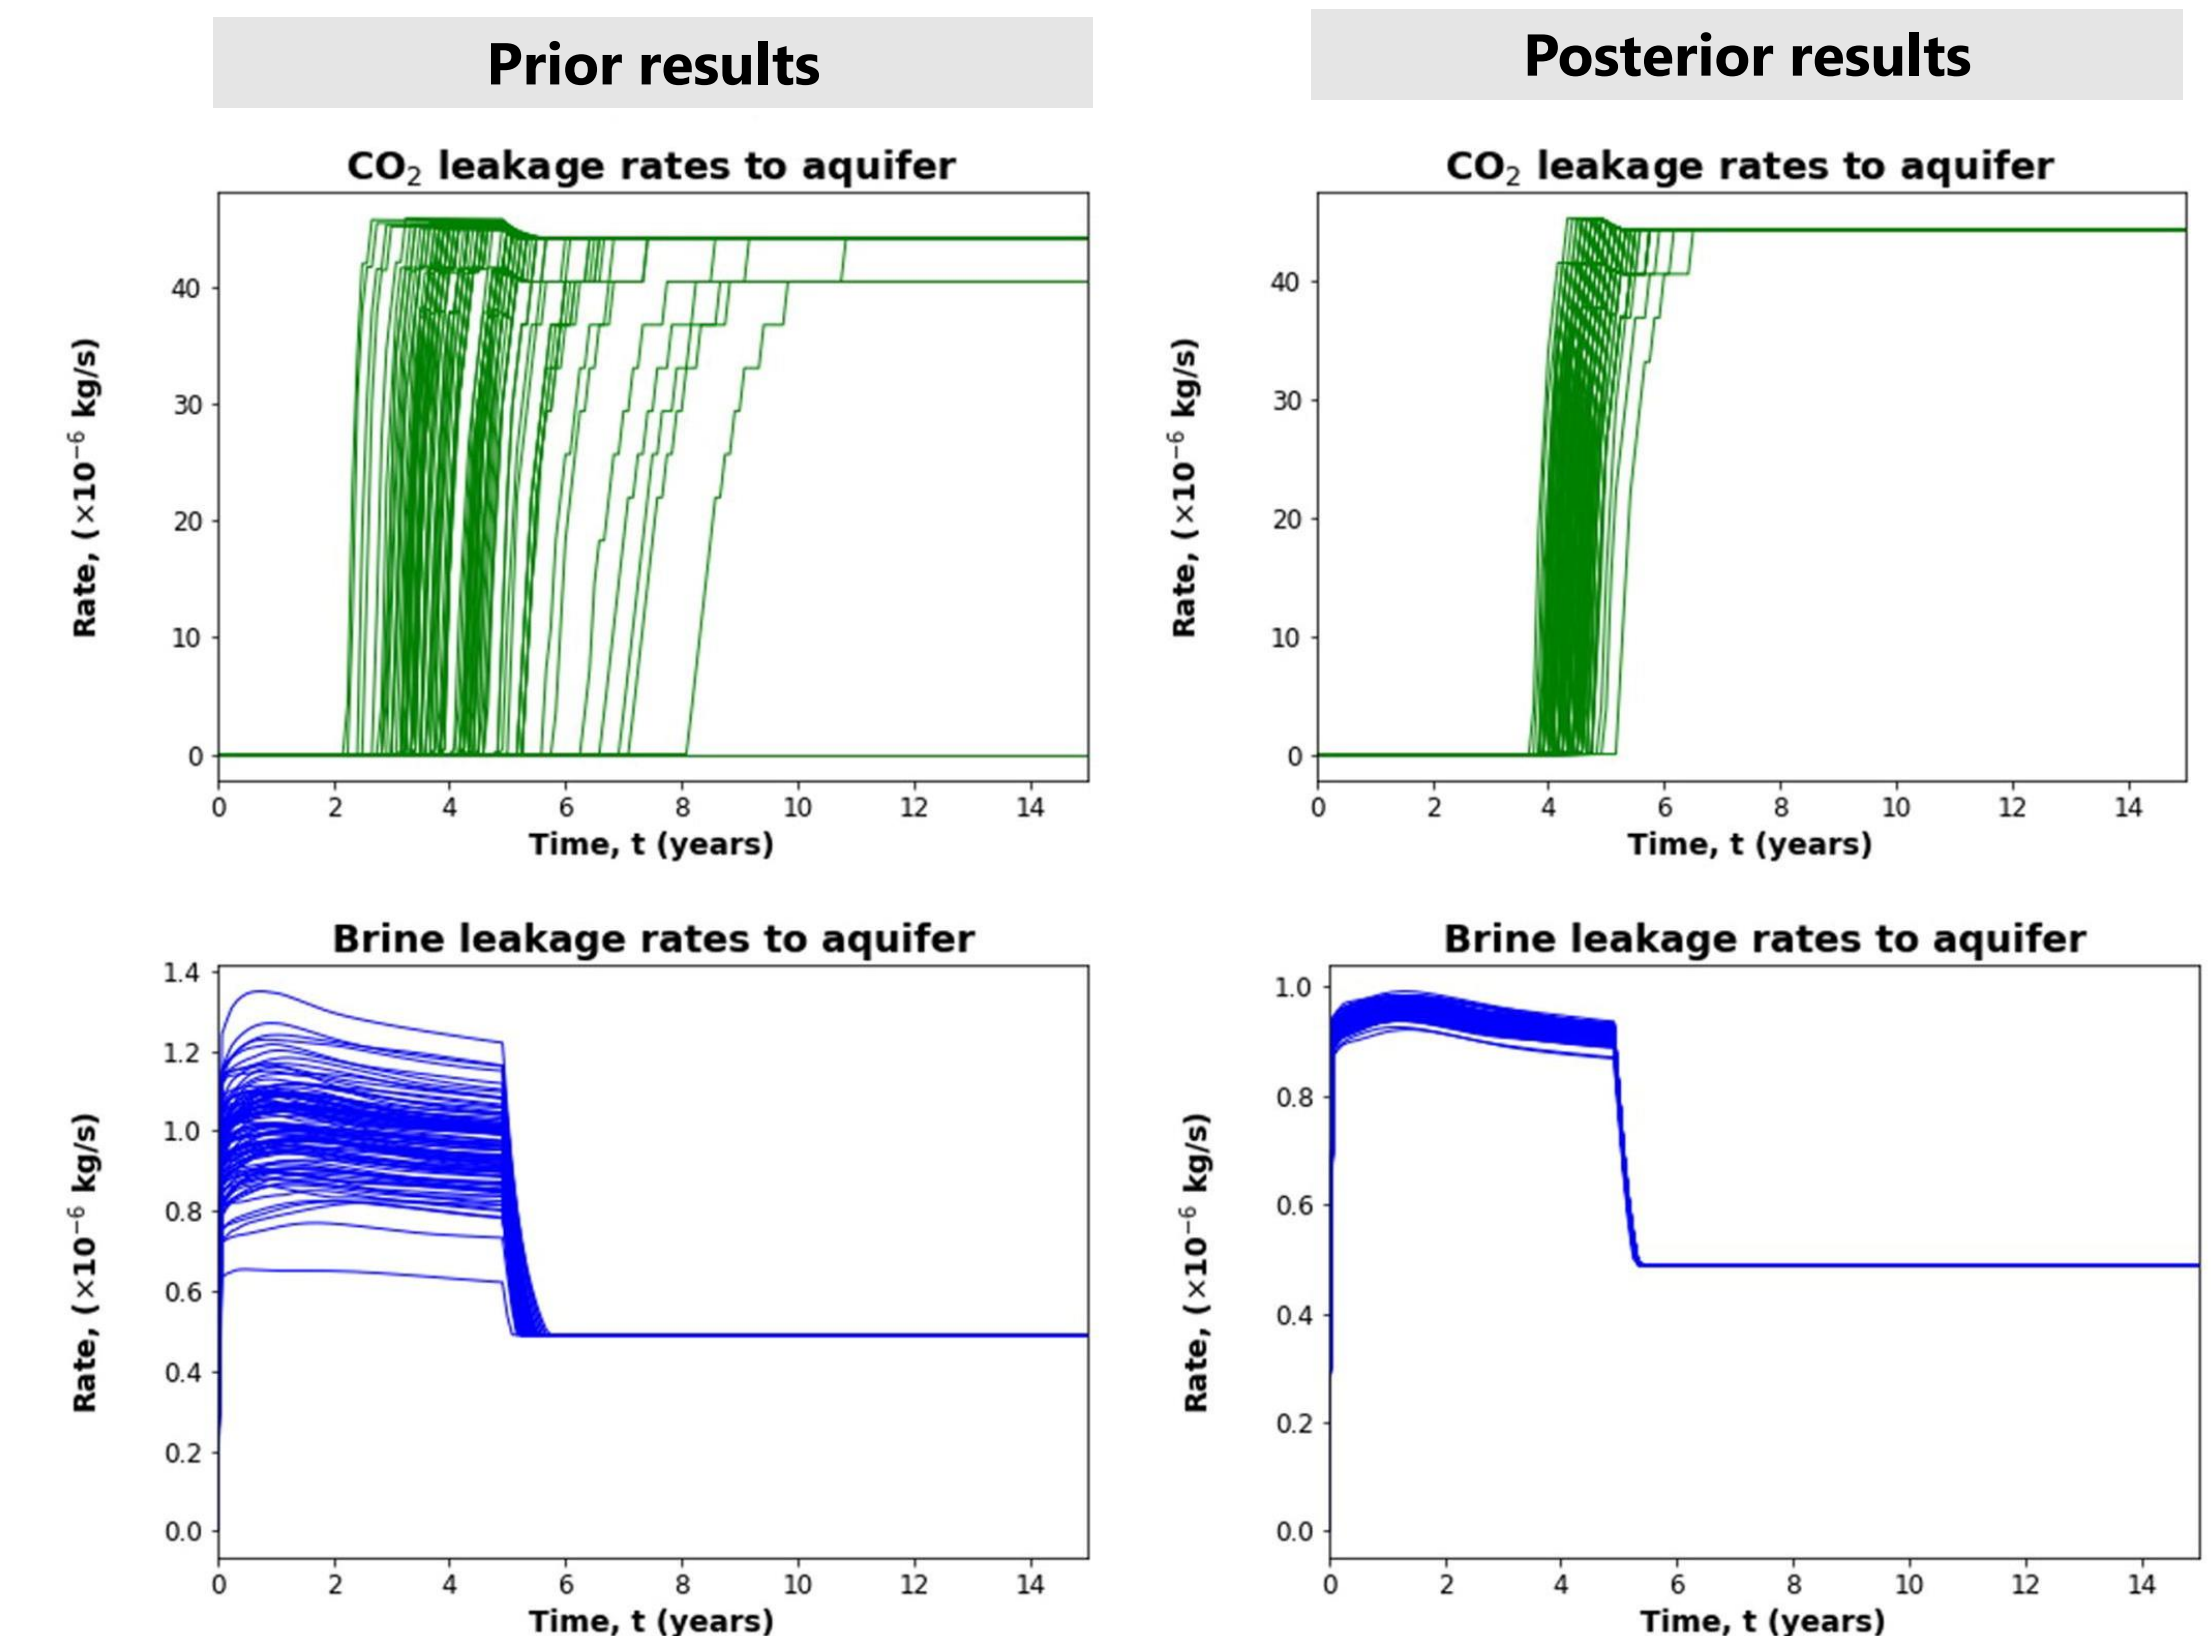 Prior results
Posterior results
CO₂ leakage rates to aquifer
Rate, (×10⁻⁶ kg/s)
40
30
20
10
0
0 2 4 6 8 10 12 14
Time, t (years)
CO₂ leakage rates to aquifer
Rate, (×10⁻⁶ kg/s)
40
30
20
10
0
0 2 4 6 8 10 12 14
Time, t (years)
Brine leakage rates to aquifer
Rate, (×10⁻⁶ kg/s)
1.4
1.2
1.0
0.8
0.6
0.4
0.2
0.0
0 2 4 6 8 10 12 14
Time, t (years)
Brine leakage rates to aquifer
Rate, (×10⁻⁶ kg/s)
1.0
0.8
0.6
0.4
0.2
0.0
0 2 4 6 8 10 12 14
Time, t (years)